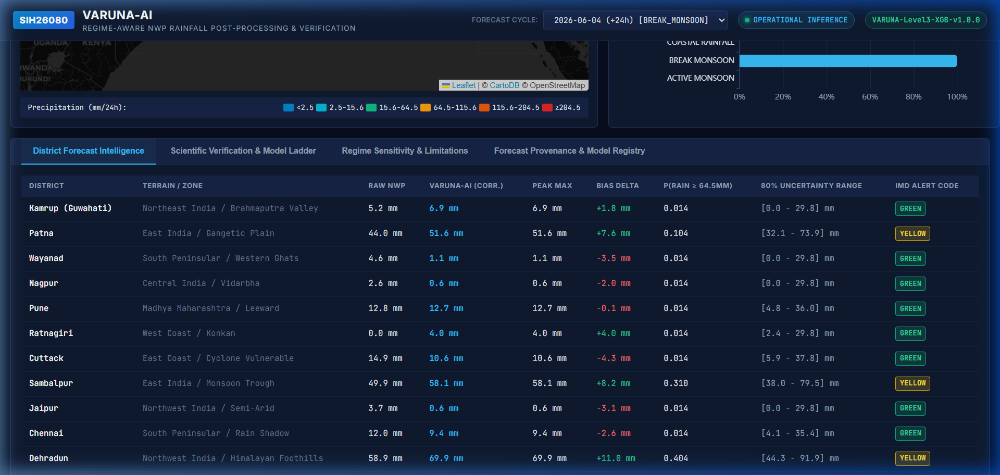 SIH26080
VARUNA-AI
REGIME-AWARE NWP RAINFALL POST-PROCESSING & VERIFICATION
FORECAST CYCLE: 2026-06-04 (+24h) [BREAK_MONSOON]
OPERATIONAL INFERENCE
VARUNA-Level3-XGB-v1.0.0
UGANDA KENYA
RWANDA
BURUNDI
Leaflet | © CartoDB © OpenStreetMap
Precipitation (mm/24h): <2.5 2.5-15.6 15.6-64.5 64.5-115.6 115.6-204.5 ≥204.5
COASTAL RAINFALL
BREAK MONSOON
ACTIVE MONSOON
0% 20% 40% 60% 80% 100%
District Forecast Intelligence Scientific Verification & Model Ladder Regime Sensitivity & Limitations Forecast Provenance & Model Registry
DISTRICT TERRAIN / ZONE RAW NWP VARUNA-AI (CORR.) PEAK MAX BIAS DELTA P(RAIN ≥ 64.5MM) 80% UNCERTAINTY RANGE IMD ALERT CODE
Kamrup (Guwahati) Northeast India / Brahmaputra Valley 5.2 mm 6.9 mm 6.9 mm +1.8 mm 0.014 [0.0 - 29.8] mm GREEN
Patna East India / Gangetic Plain 44.0 mm 51.6 mm 51.6 mm +7.6 mm 0.104 [32.1 - 73.9] mm YELLOW
Wayanad South Peninsular / Western Ghats 4.6 mm 1.1 mm 1.1 mm -3.5 mm 0.014 [0.0 - 29.8] mm GREEN
Nagpur Central India / Vidarbha 2.6 mm 0.6 mm 0.6 mm -2.0 mm 0.014 [0.0 - 29.8] mm GREEN
Pune Madhya Maharashtra / Leeward 12.8 mm 12.7 mm 12.7 mm -0.1 mm 0.014 [4.8 - 36.0] mm GREEN
Ratnagiri West Coast / Konkan 0.0 mm 4.0 mm 4.0 mm +4.0 mm 0.014 [2.4 - 29.8] mm GREEN
Cuttack East Coast / Cyclone Vulnerable 14.9 mm 10.6 mm 10.6 mm -4.3 mm 0.014 [5.9 - 37.8] mm GREEN
Sambalpur East India / Monsoon Trough 49.9 mm 58.1 mm 58.1 mm +8.2 mm 0.310 [38.0 - 79.5] mm YELLOW
Jaipur Northwest India / Semi-Arid 3.7 mm 0.6 mm 0.6 mm -3.1 mm 0.014 [0.0 - 29.8] mm GREEN
Chennai South Peninsular / Rain Shadow 12.0 mm 9.4 mm 9.4 mm -2.6 mm 0.014 [4.1 - 35.4] mm GREEN
Dehradun Northwest India / Himalayan Foothills 58.9 mm 69.9 mm 69.9 mm +11.0 mm 0.404 [44.3 - 91.9] mm YELLOW